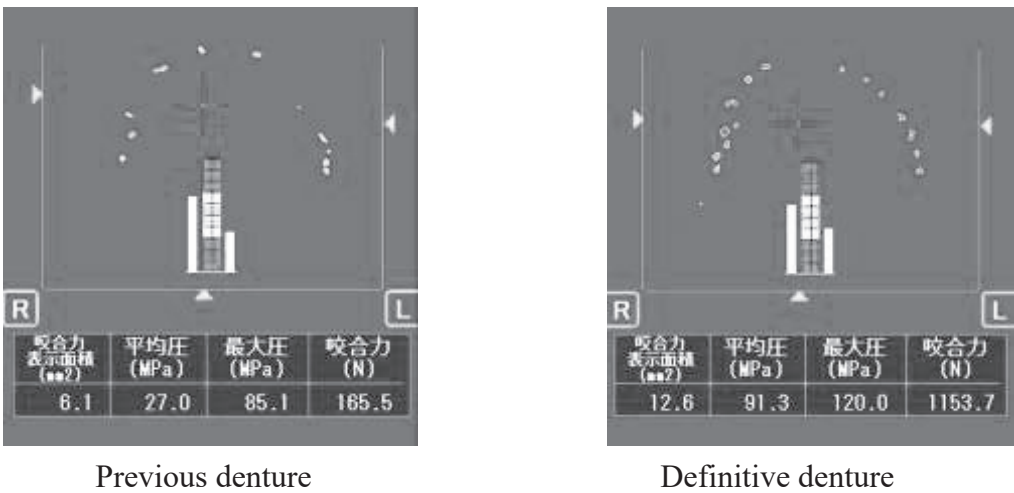 R L
咬合力
表示面積
(mm2)
平均圧
(MPa)
最大圧
(MPa)
咬合力
(N)
6.1 27.0 85.1 165.5
Previous denture
R L
咬合力
表示面積
(mm2)
平均圧
(MPa)
最大圧
(MPa)
咬合力
(N)
12.6 91.3 120.0 1153.7
Definitive denture